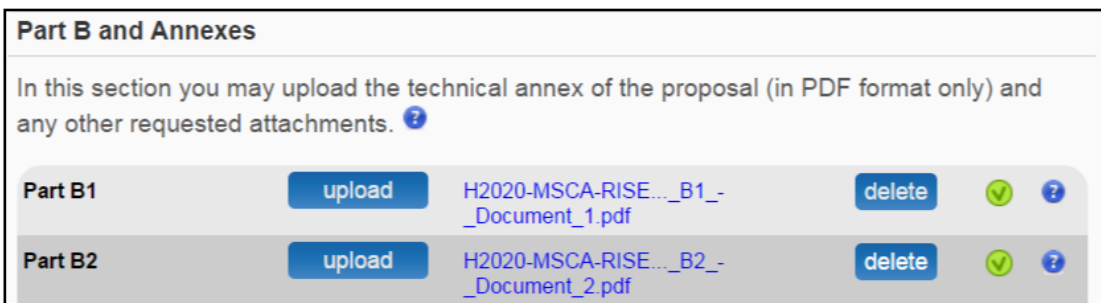 Part B and Annexes
In this section you may upload the technical annex of the proposal (in PDF format only) and
any other requested attachments. ?
Part B1 upload H2020-MSCA-RISE..._B1_- delete ?
_Document_1.pdf
Part B2 upload H2020-MSCA-RISE..._B2_- delete ?
_Document_2.pdf